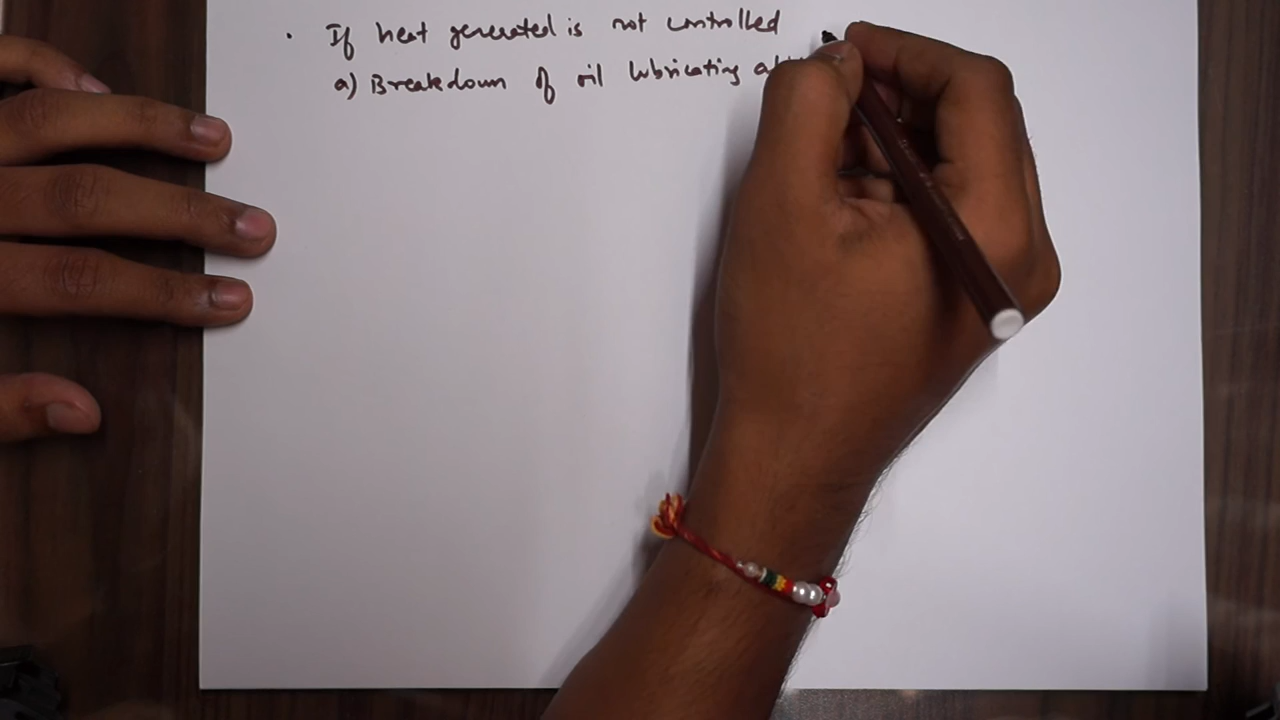 . If heat generated is not controlled
a) Breakdown of oil lubricating